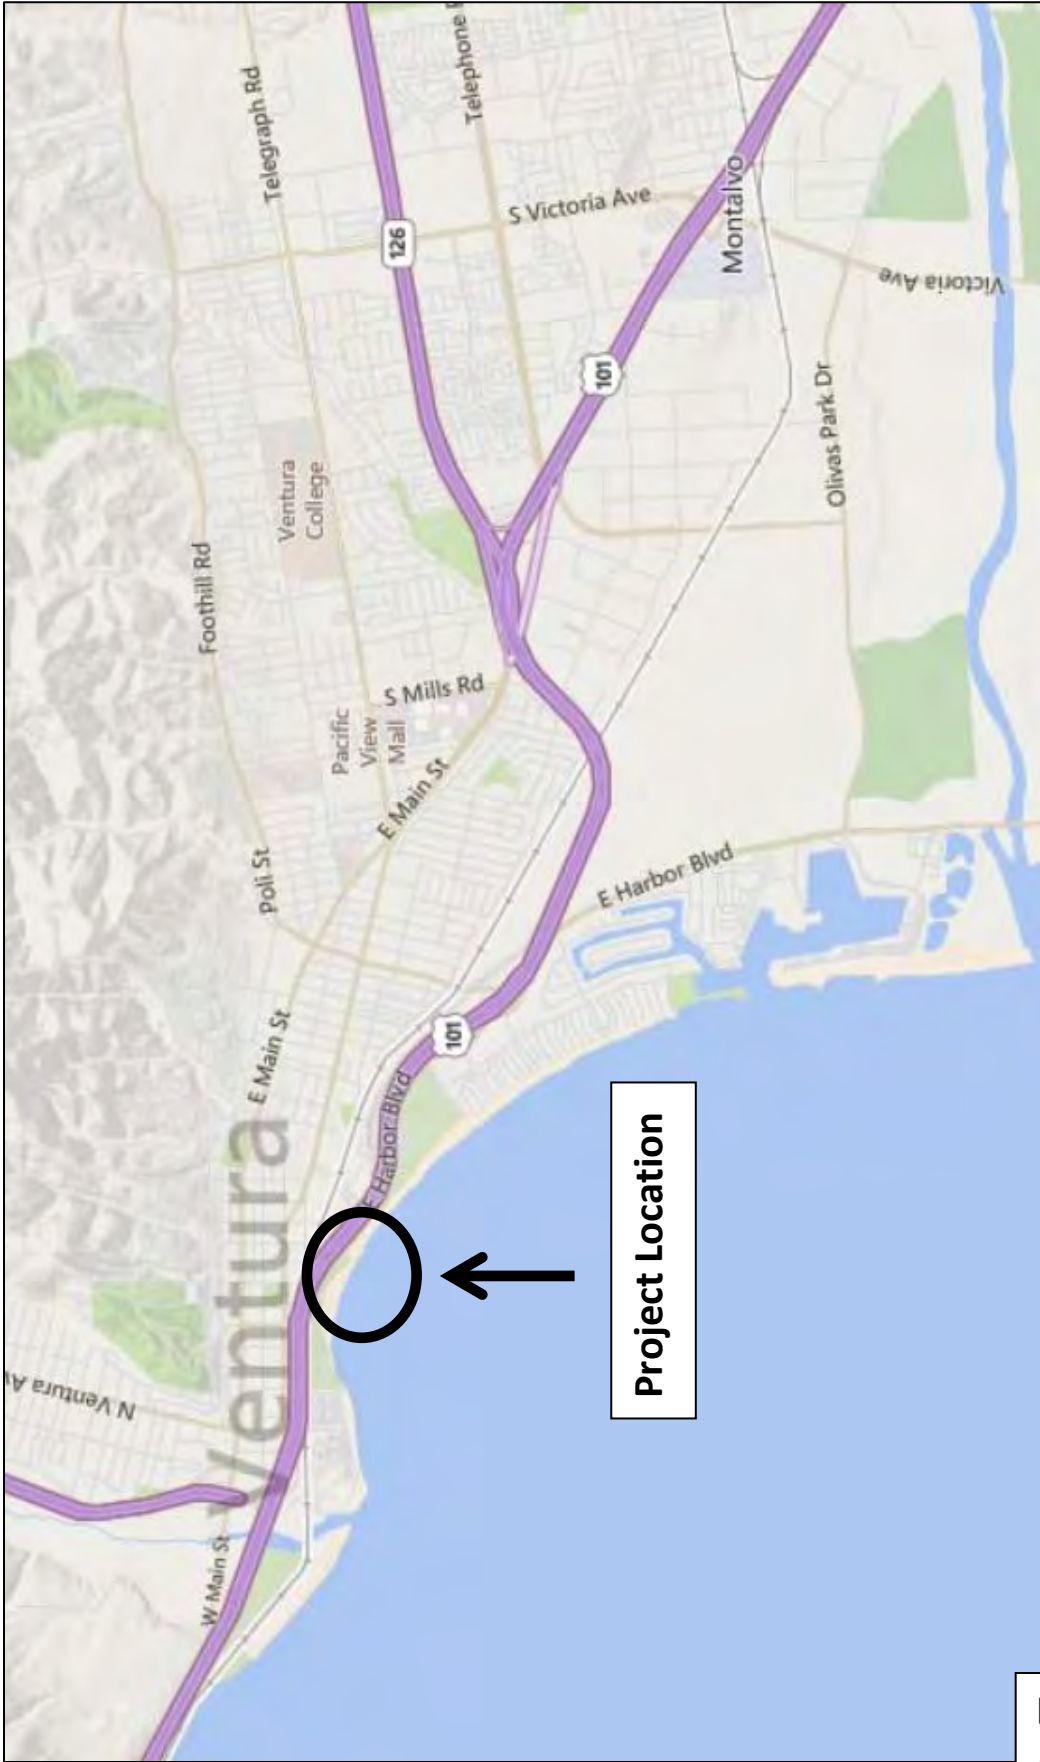 Telegraph Rd
Telephone
126
S Victoria Ave
Montalvo
Victoria Ave
101
Olivas Park Dr
Ventura
College
Foothill Rd
S Mills Rd
Pacific
View
Mall
E Main St
Poli St
E Harbor Blvd
E Main St
101
E Harbor Blvd
Ventura
N Ventura
W Main St
Project Location